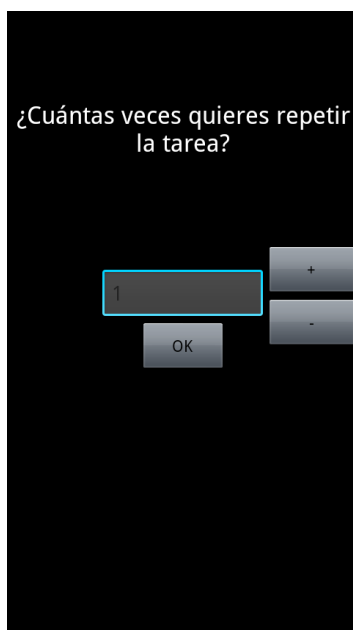 ¿Cuántas veces quieres repetir
la tarea?
+
1
-
OK